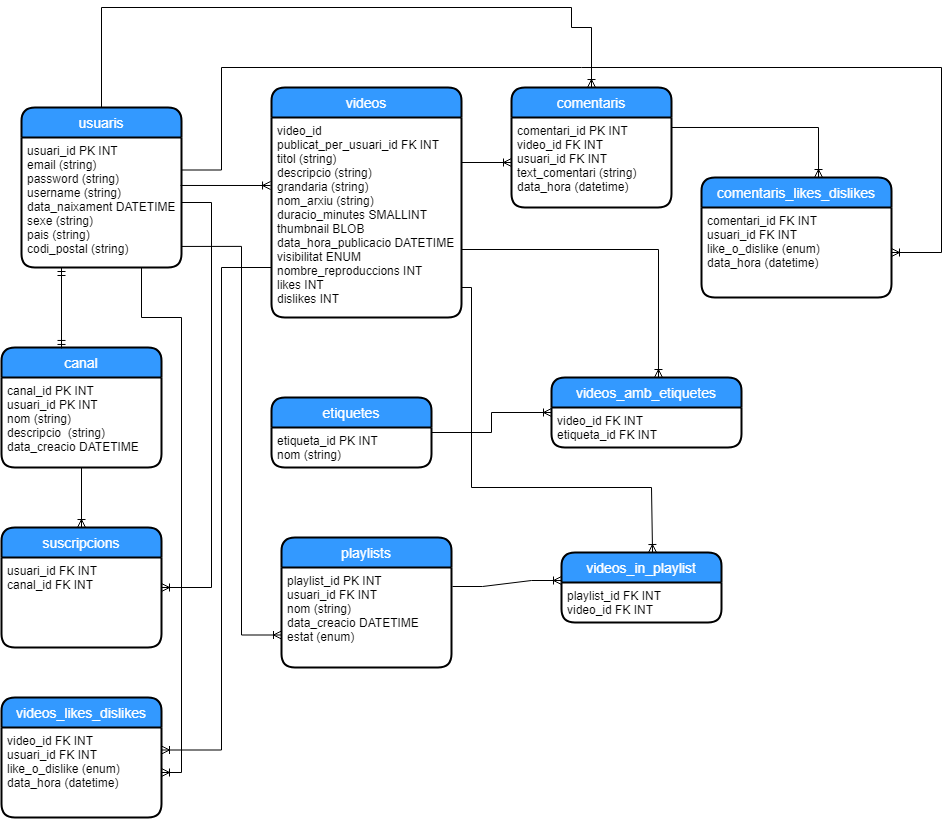 usuaris
usuari_id PK INT
email (string)
password (string)
username (string)
data_naixament DATETIME
sexe (string)
pais (string)
codi_postal (string)
videos
video_id
publicat_per_usuari_id FK INT
titol (string)
descripcio (string)
grandaria (string)
nom_arxiu (string)
duracio_minutes SMALLINT
thumbnail BLOB
data_hora_publicacio DATETIME
visibilitat ENUM
nombre_reproduccions INT
likes INT
dislikes INT
comentaris
comentari_id PK INT
video_id FK INT
usuari_id FK INT
text_comentari (string)
data_hora (datetime)
comentaris_likes_dislikes
comentari_id FK INT
usuari_id FK INT
like_o_dislike (enum)
data_hora (datetime)
canal
canal_id PK INT
usuari_id PK INT
nom (string)
descripcio  (string)
data_creacio DATETIME
etiquetes
etiqueta_id PK INT
nom (string)
videos_amb_etiquetes
video_id FK INT
etiqueta_id FK INT
suscripcions
usuari_id FK INT
canal_id FK INT
playlists
playlist_id PK INT
usuari_id FK INT
nom (string)
data_creacio DATETIME
estat (enum)
videos_in_playlist
playlist_id FK INT
video_id FK INT
videos_likes_dislikes
video_id FK INT
usuari_id FK INT
like_o_dislike (enum)
data_hora (datetime)